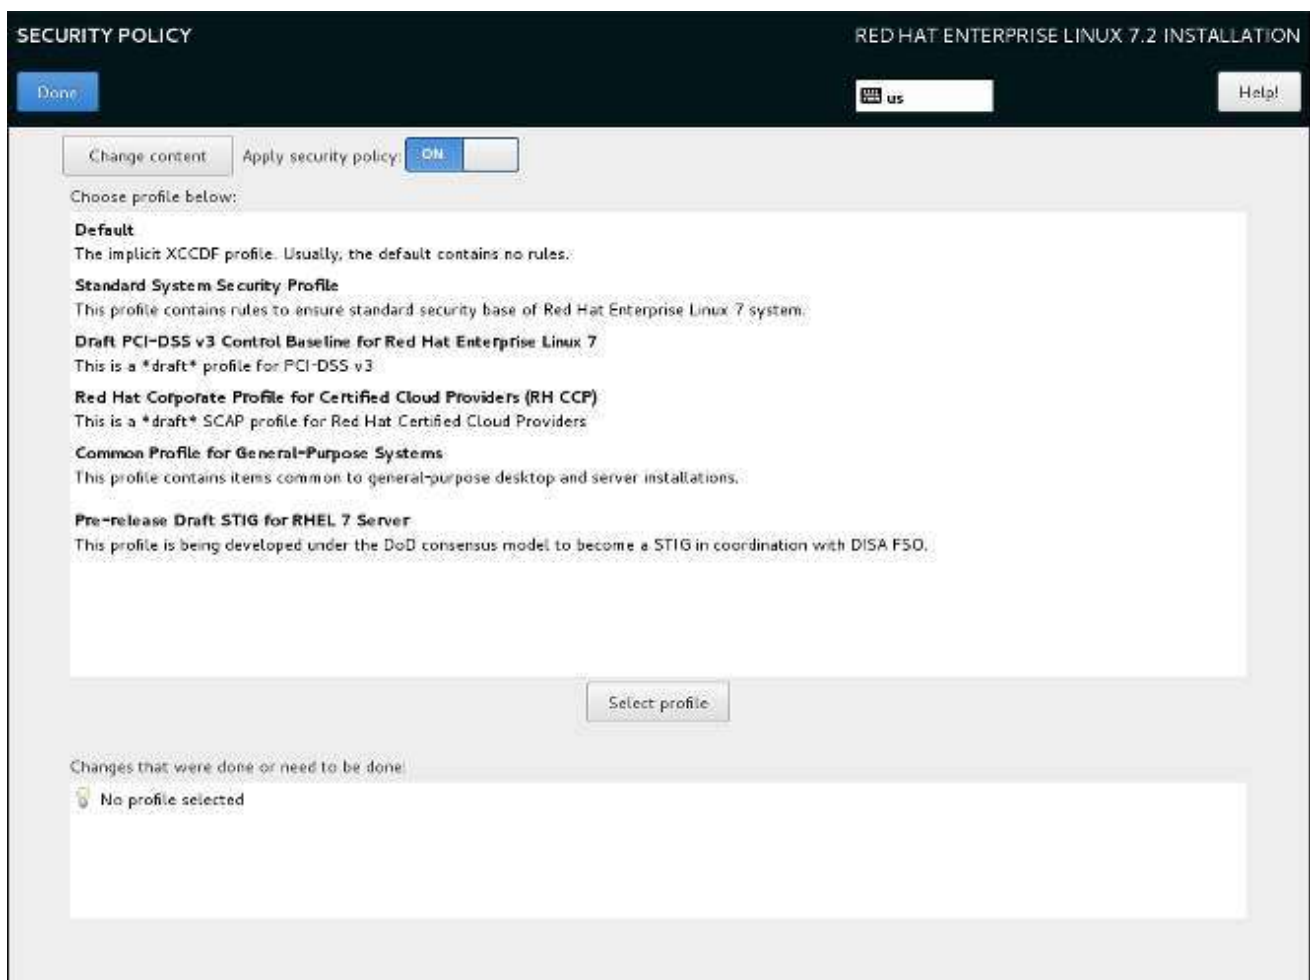 SECURITY POLICY
RED HAT ENTERPRISE LINUX 7.2 INSTALLATION
Done
us
Help!
Change content
Apply security policy:
ON
Choose profile below:
Default
The implicit XCCDF profile. Usually, the default contains no rules.
Standard System Security Profile
This profile contains rules to ensure standard security base of Red Hat Enterprise Linux 7 system.
Draft PCI-DSS v3 Control Baseline for Red Hat Enterprise Linux 7
This is a *draft* profile for PCI-DSS v3
Red Hat Corporate Profile for Certified Cloud Providers (RH CCP)
This is a *draft* SCAP profile for Red Hat Certified Cloud Providers
Common Profile for General-Purpose Systems
This profile contains items common to general-purpose desktop and server installations.
Pre-release Draft STIG for RHEL 7 Server
This profile is being developed under the DoD consensus model to become a STIG in coordination with DISA FSO.
Select profile
Changes that were done or need to be done:
No profile selected